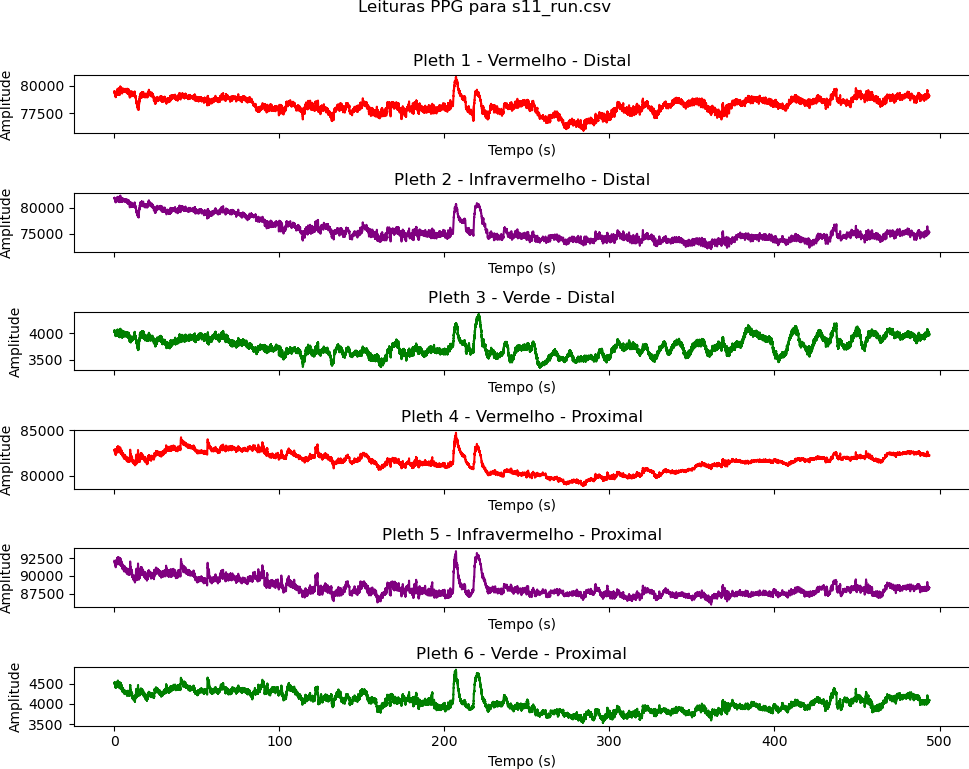 Leituras PPG para s11_run.csv
Pleth 1 - Vermelho - Distal
Amplitude
80000
77500
Tempo (s)
Pleth 2 - Infravermelho - Distal
Amplitude
80000
75000
Tempo (s)
Pleth 3 - Verde - Distal
Amplitude
4000
3500
Tempo (s)
Pleth 4 - Vermelho - Proximal
Amplitude
85000
80000
Tempo (s)
Pleth 5 - Infravermelho - Proximal
Amplitude
92500
90000
87500
Tempo (s)
Pleth 6 - Verde - Proximal
Amplitude
4500
4000
3500
0 100 200 300 400 500
Tempo (s)